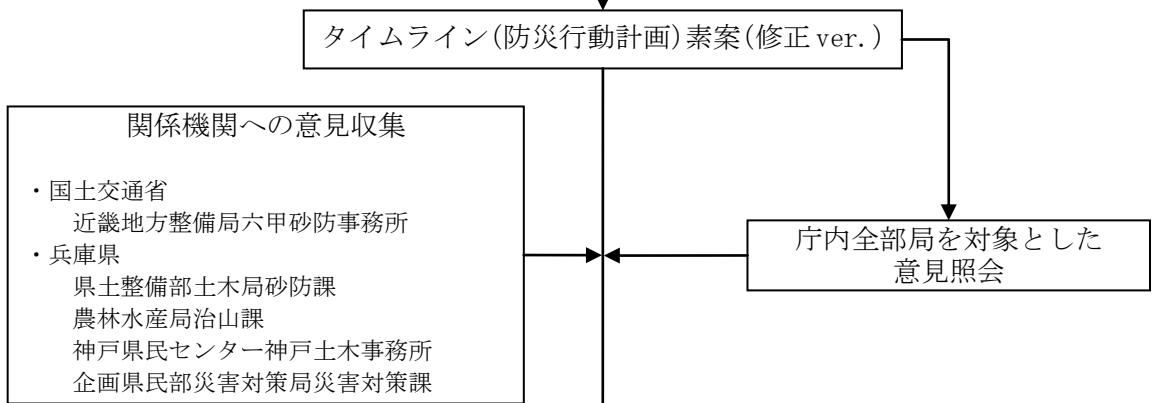 タイムライン(防災行動計画)素案(修正 ver.)
関係機関への意見収集
・国土交通省
近畿地方整備局六甲砂防事務所
・兵庫県
県土整備部土木局砂防課
農林水産局治山課
神戸県民センター神戸土木事務所
企画県民部災害対策局災害対策課
庁内全部局を対象とした
意見照会